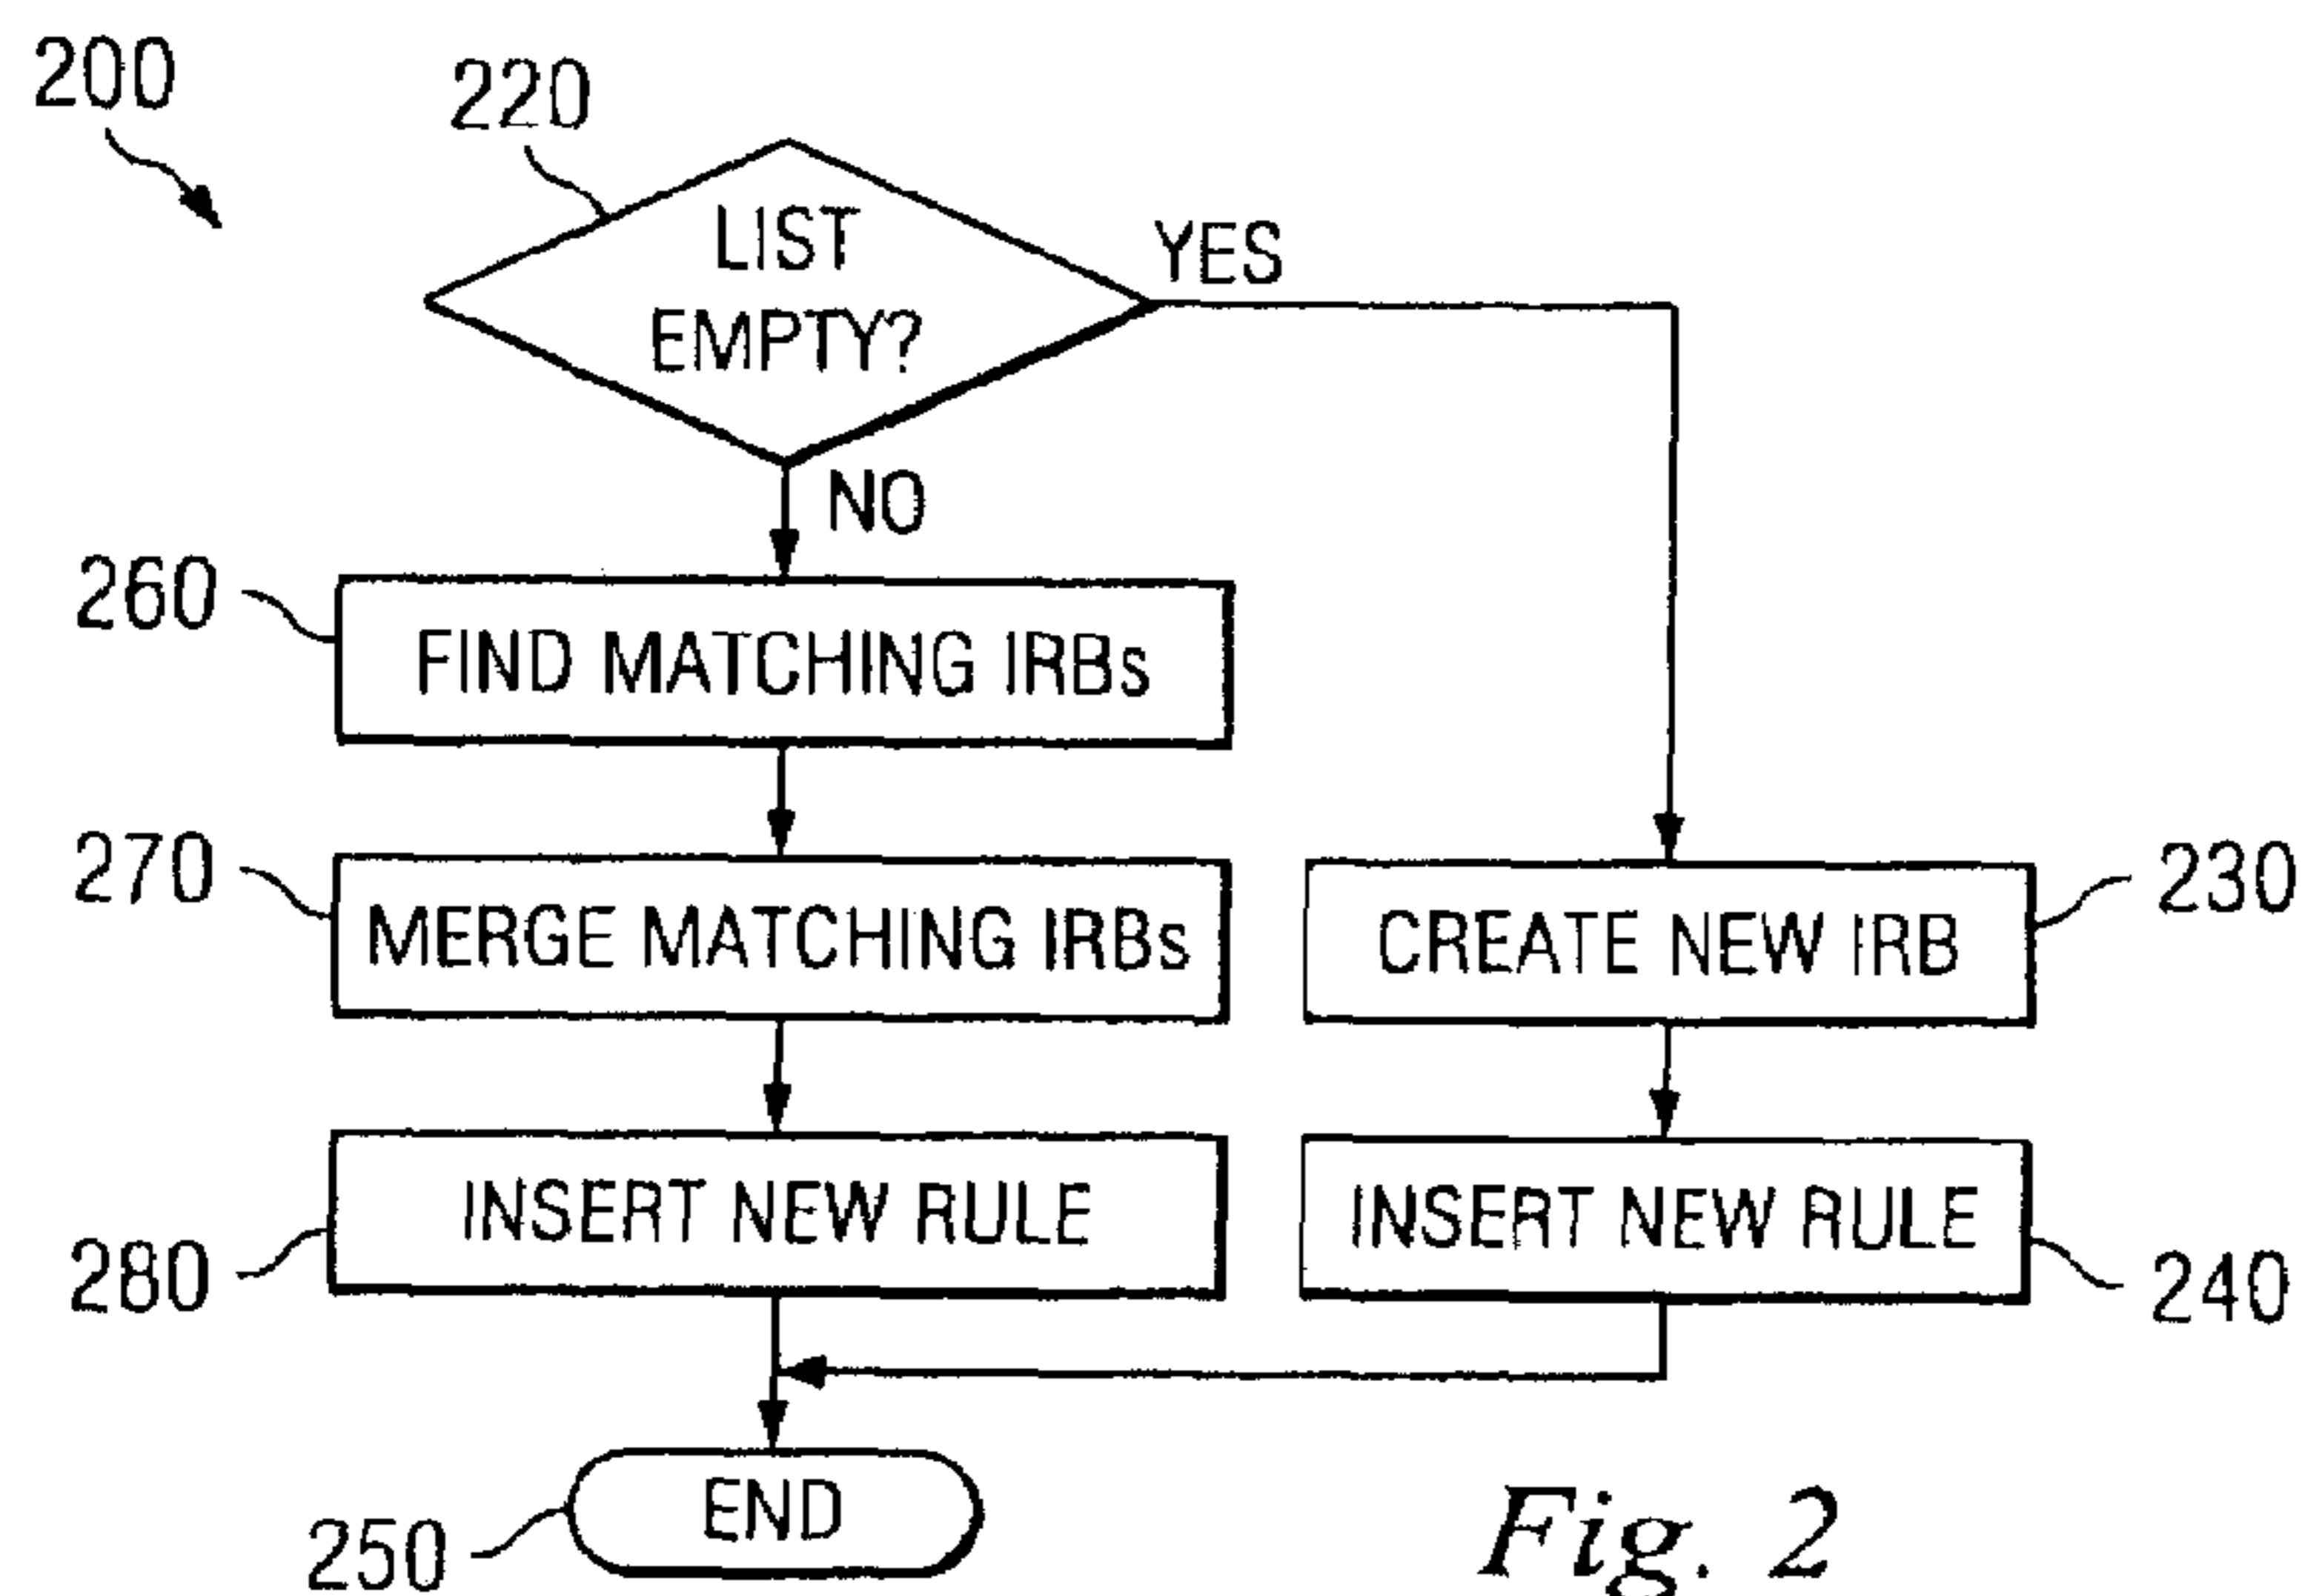 200
220
LIST
EMPTY?
YES
NO
260
FIND MATCHING IRBs
270
MERGE MATCHING IRBs
CREATE NEW IRB
230
INSERT NEW RULE
280
INSERT NEW RULE
240
END
250
Fig. 2